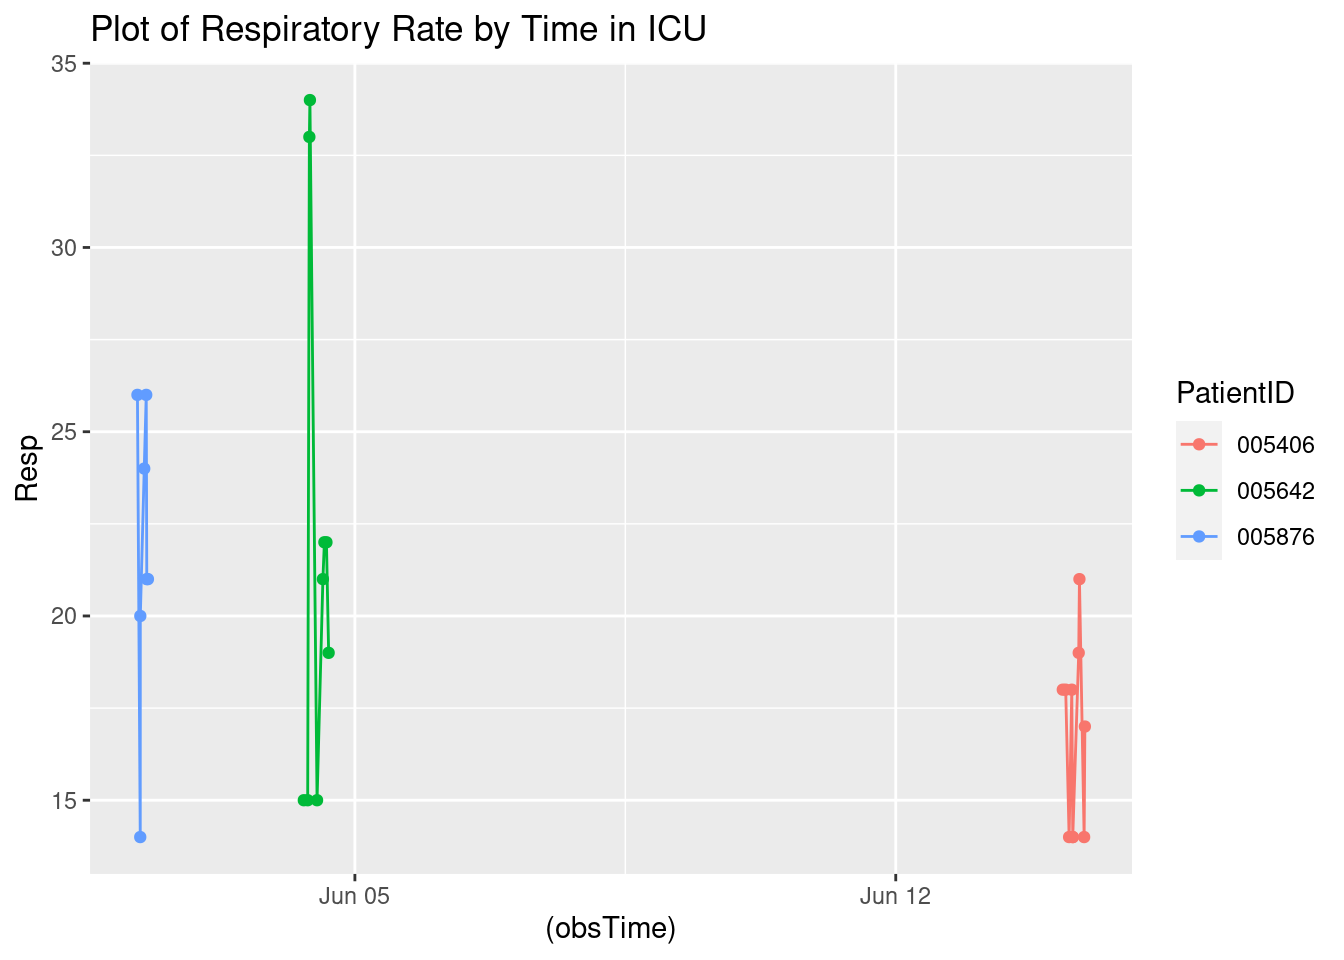 Plot of Respiratory Rate by Time in ICU
35
30
25
20
15
Resp
Jun 05
Jun 12
(obsTime)
PatientID
005406
005642
005876